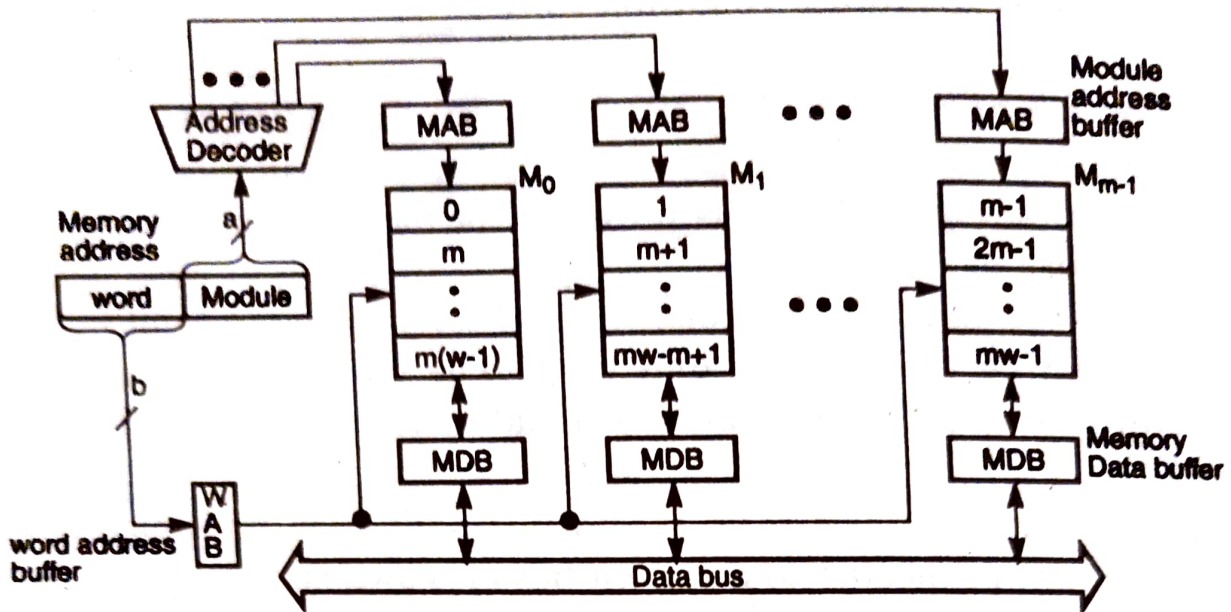 Address
Decoder
MAB
MAB
MAB
Module
address
buffer
M0
M1
Mm-1
Memory
address
a
word
Module
b
0
m
m(w-1)
1
m+1
mw-m+1
m-1
2m-1
mw-1
MDB
MDB
MDB
Memory
Data buffer
W
A
B
word address
buffer
Data bus